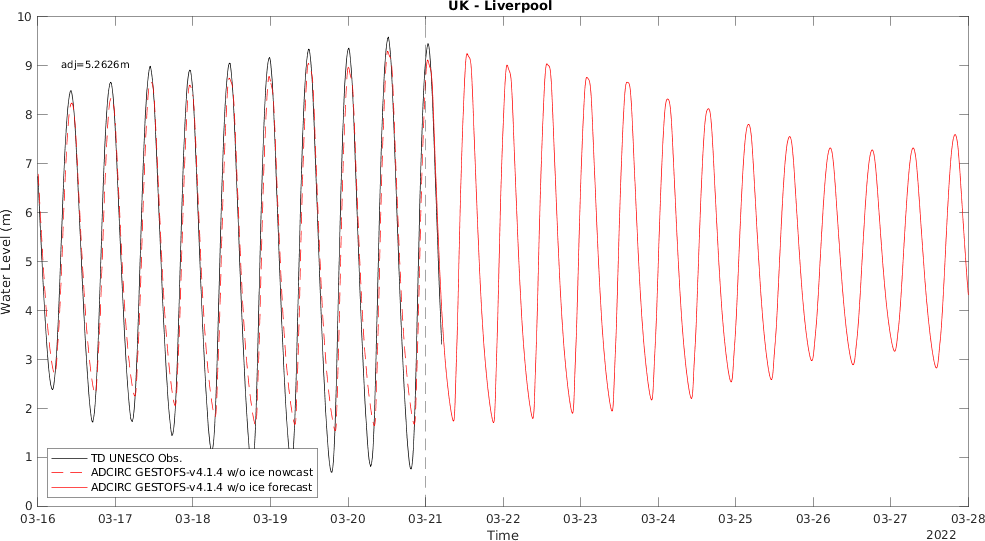 UK - Liverpool
10
9
8
7
6
5
4
3
2
1
0
Water Level (m)
adj=5.2626m
TD UNESCO Obs.
ADCIRC GESTOFS-v4.1.4 w/o ice nowcast
ADCIRC GESTOFS-v4.1.4 w/o ice forecast
03-16 03-17 03-18 03-19 03-20 03-21 03-22 03-23 03-24 03-25 03-26 03-27 03-28
Time
2022